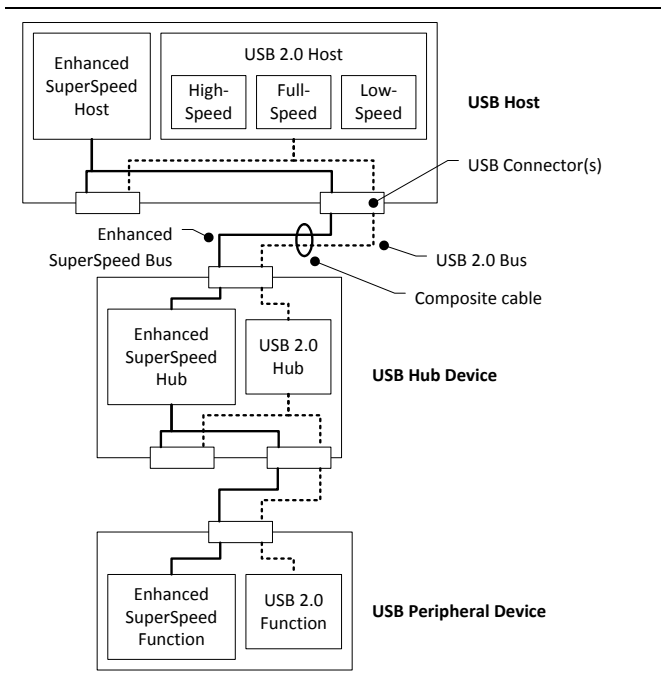 Enhanced
SuperSpeed
Host
USB 2.0 Host
High-
Speed
Full-
Speed
Low-
Speed
USB Host
USB Connector(s)
Enhanced
SuperSpeed Bus
USB 2.0 Bus
Composite cable
Enhanced
SuperSpeed
Hub
USB 2.0
Hub
USB Hub Device
Enhanced
SuperSpeed
Function
USB 2.0
Function
USB Peripheral Device